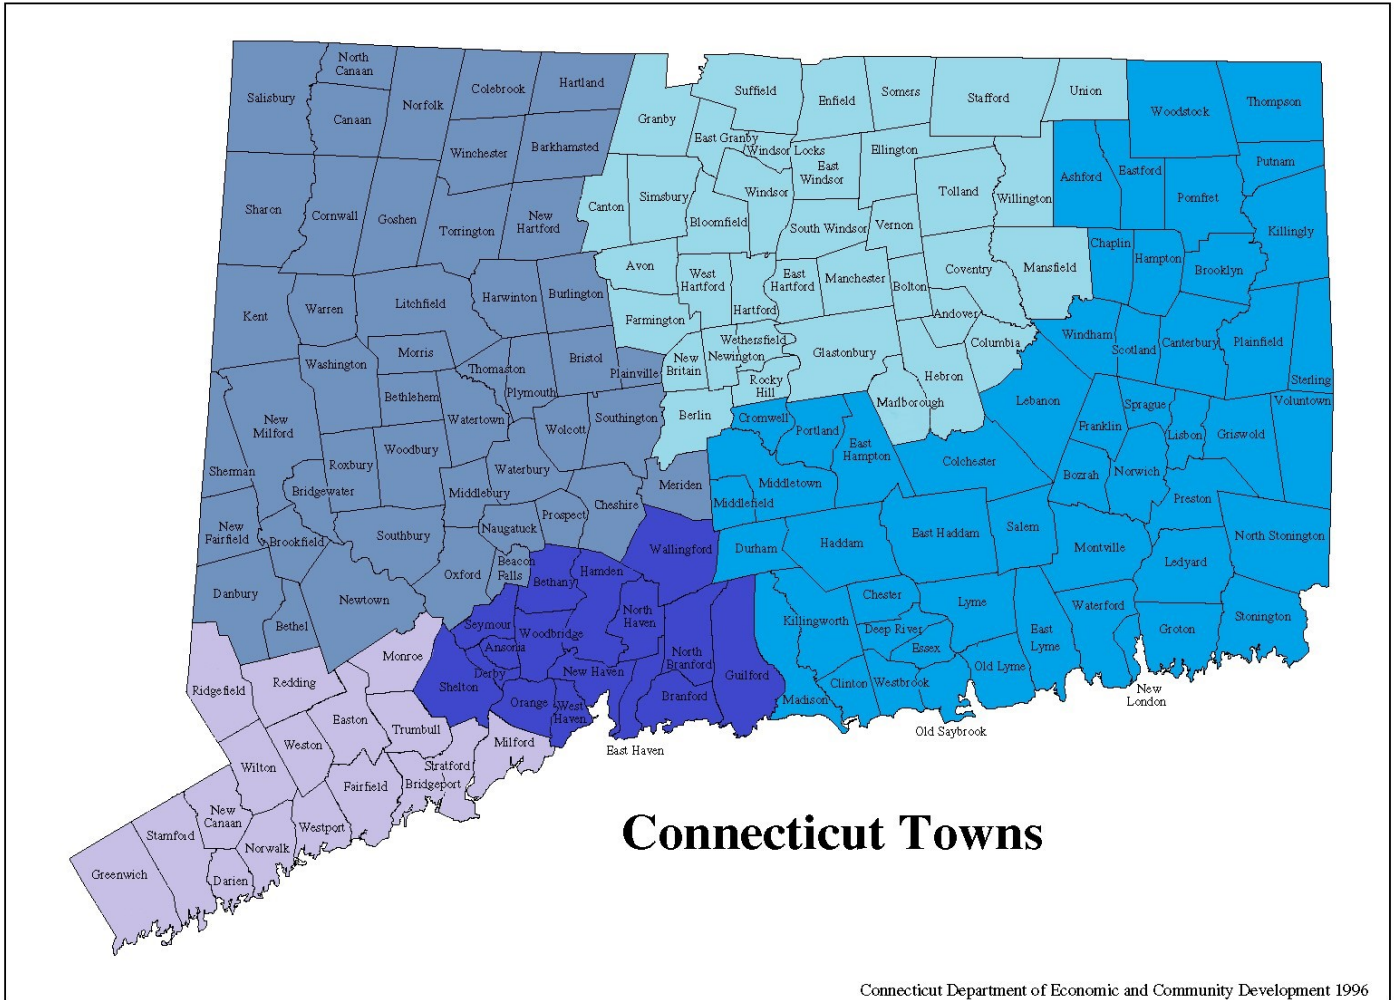 North
Canaan
Salisbury
Canaan
Norfolk
Colebrook
Hartland
Granby
Suffield
Enfield
Somers
Stafford
Union
Woodstock
Thompson
Winchester
Barkhamsted
East Granby
Windsor Locks
East
Windsor
Ellington
Tolland
Willington
Ashford
Eastford
Pomfret
Putnam
Killingly
Sharon
Cornwall
Goshen
Torrington
New
Hartford
Canton
Simsbury
Bloomfield
Windsor
South Windsor
Vernon
Coventry
Mansfield
Chaplin
Hampton
Brooklyn
Kent
Warren
Litchfield
Harwinton
Burlington
Avon
West
Hartford
Hartford
East
Hartford
Manchester
Bolton
Andover
Columbia
Windham
Scotland
Canterbury
Plainfield
Sterling
Voluntown
Farmington
Wethersfield
Newington
New
Britain
Rocky
Hill
Glastonbury
Hebron
Marlborough
Lebanon
Washington
Morris
Bethlehem
Thomaston
Plymouth
Bristol
Plainville
Watertown
Wolcott
Southington
Berlin
Cromwell
Portland
East
Hampton
Colchester
Franklin
Sprague
Lisbon
Griswold
Bozrah
Norwich
Preston
New
Milford
Sherman
Roxbury
Woodbury
Bridgewater
Middlebury
Waterbury
Cheshire
Meriden
Middletown
Middlefield
New
Fairfield
Brookfield
Southbury
Naugatuck
Prospect
Oxford
Beacon
Falls
Wallingford
Durham
Haddam
East Haddam
Salem
Montville
Ledyard
North Stonington
Danbury
Bethel
Newtown
Bethany
Hamden
North
Haven
Seymour
Woodbridge
Ansonia
Derby
Shelton
New Haven
North
Branford
Guilford
Branford
Orange
West
Haven
East Haven
Killingworth
Chester
Deep River
Essex
Lyme
East
Lyme
Waterford
Groton
Stonington
Old Lyme
Madison
Clinton
Westbrook
Old Saybrook
New
London
Ridgefield
Redding
Monroe
Easton
Trumbull
Weston
Wilton
Milford
Stratford
Bridgeport
Fairfield
New
Canaan
Westport
Norwalk
Stamford
Darien
Greenwich
Connecticut Towns
Connecticut Department of Economic and Community Development 1996